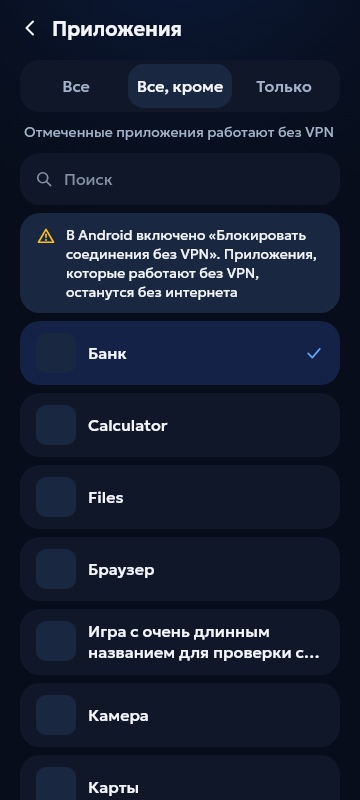 Приложения
Все
Все, кроме
Только
Отмеченные приложения работают без VPN
Поиск
В Android включено «Блокировать
соединения без VPN». Приложения,
которые работают без VPN,
останутся без интернета
Банк
Calculator
Files
Браузер
Игра с очень длинным
названием для проверки с...
Камера
Карты